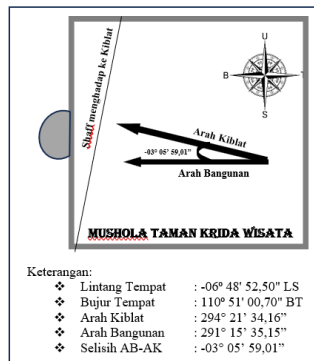 U
B
T
S
Shaff menghadap ke Kiblat
Arah Kiblat
-03° 05' 59,01"
Arah Bangunan
MUSHOLA TAMAN KRIDA WISATA
Keterangan:
❖ Lintang Tempat : -06° 48' 52,50" LS
❖ Bujur Tempat : 110° 51' 00,70" BT
❖ Arah Kiblat : 294° 21' 34,16"
❖ Arah Bangunan : 291° 15' 35,15"
❖ Selisih AB-AK : -03° 05' 59,01"